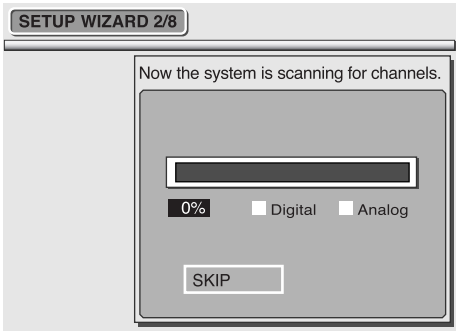 SETUP WIZARD 2/8
Now the system is scanning for channels.
0% Digital Analog
SKIP